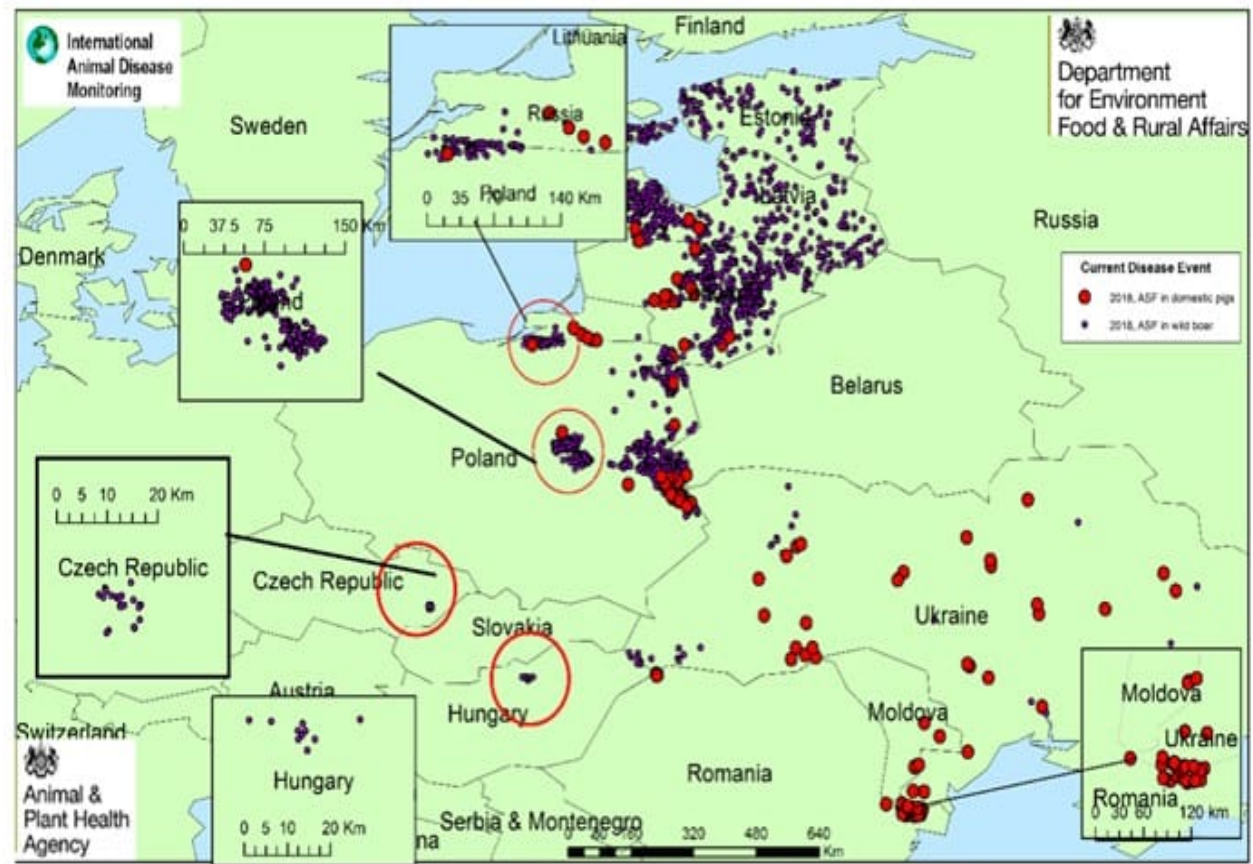 International
Animal Disease
Monitoring
Department
for Environment
Food & Rural Affairs
Finland
Lithuania
Sweden
Russia
Estonia
Poland
0 35 70 140 Km
Latvia
Russia
0 37 5 75 150 Km
Denmark
Current Disease Event
2018, ASF in domestic pigs
2018, ASF in wild boar
Belarus
Poland
0 5 10 20 Km
Czech Republic
Czech Republic
Slovakia
Ukraine
Austria
Hungary
Moldova
Moldova
Ukraine
Switzerland
Romania
Romania
0 30 60 120 km
Animal &
Plant Health
Agency
Hungary
0 5 10 20 Km
Serbia & Montenegro
na
320 480 640
Km